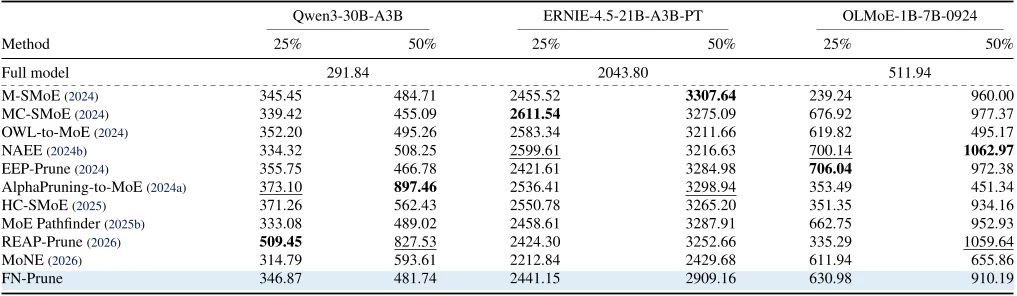 Qwen3-30B-A3B ERNIE-4.5-21B-A3B-PT OLMoE-1B-7B-0924
Method 25% 50% 25% 50% 25% 50%
Full model 291.84 2043.80 511.94
M-SMoE (2024) 345.45 484.71 2455.52 3307.64 239.24 960.00
MC-SMoE (2024) 339.42 455.09 2611.54 3275.09 676.92 977.37
OWL-to-MoE (2024) 352.20 495.26 2583.34 3211.66 619.82 495.17
NAEE (2024b) 334.32 508.25 2599.61 3216.63 700.14 1062.97
EEP-Prune (2024) 355.75 466.78 2421.61 3284.98 706.04 972.38
AlphaPruning-to-MoE (2024a) 373.10 897.46 2536.41 3298.94 353.49 451.34
HC-SMoE (2025) 371.26 562.43 2550.78 3265.20 351.35 934.16
MoE Pathfinder (2025b) 333.08 489.02 2458.61 3287.91 662.75 952.93
REAP-Prune (2026) 509.45 827.53 2424.30 3252.66 335.29 1059.64
MoNE (2026) 314.79 593.61 2212.84 2429.68 611.94 655.86
FN-Prune 346.87 481.74 2441.15 2909.16 630.98 910.19